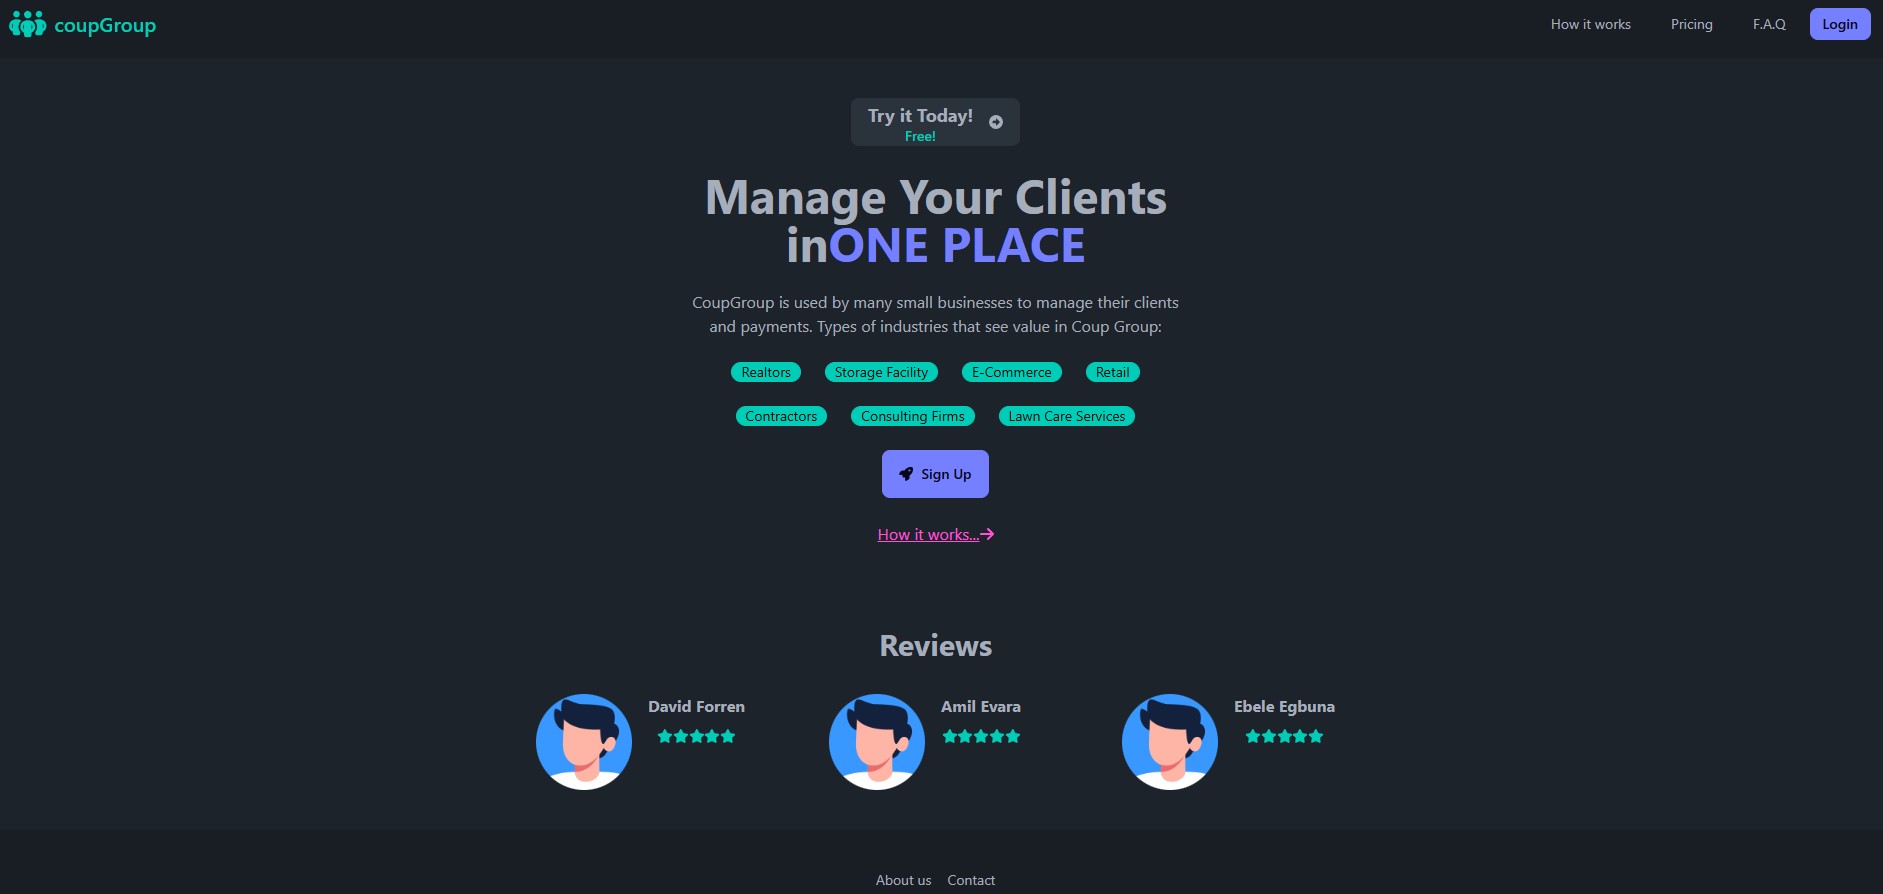 coupGroup
How it works Pricing F.A.Q Login
Try it Today!
Free!
Manage Your Clients
inONE PLACE
CoupGroup is used by many small businesses to manage their clients
and payments. Types of industries that see value in Coup Group:
Realtors Storage Facility E-Commerce Retail
Contractors Consulting Firms Lawn Care Services
Sign Up
How it works...
Reviews
David Forren
Amil Evara
Ebele Egbuna
About us Contact